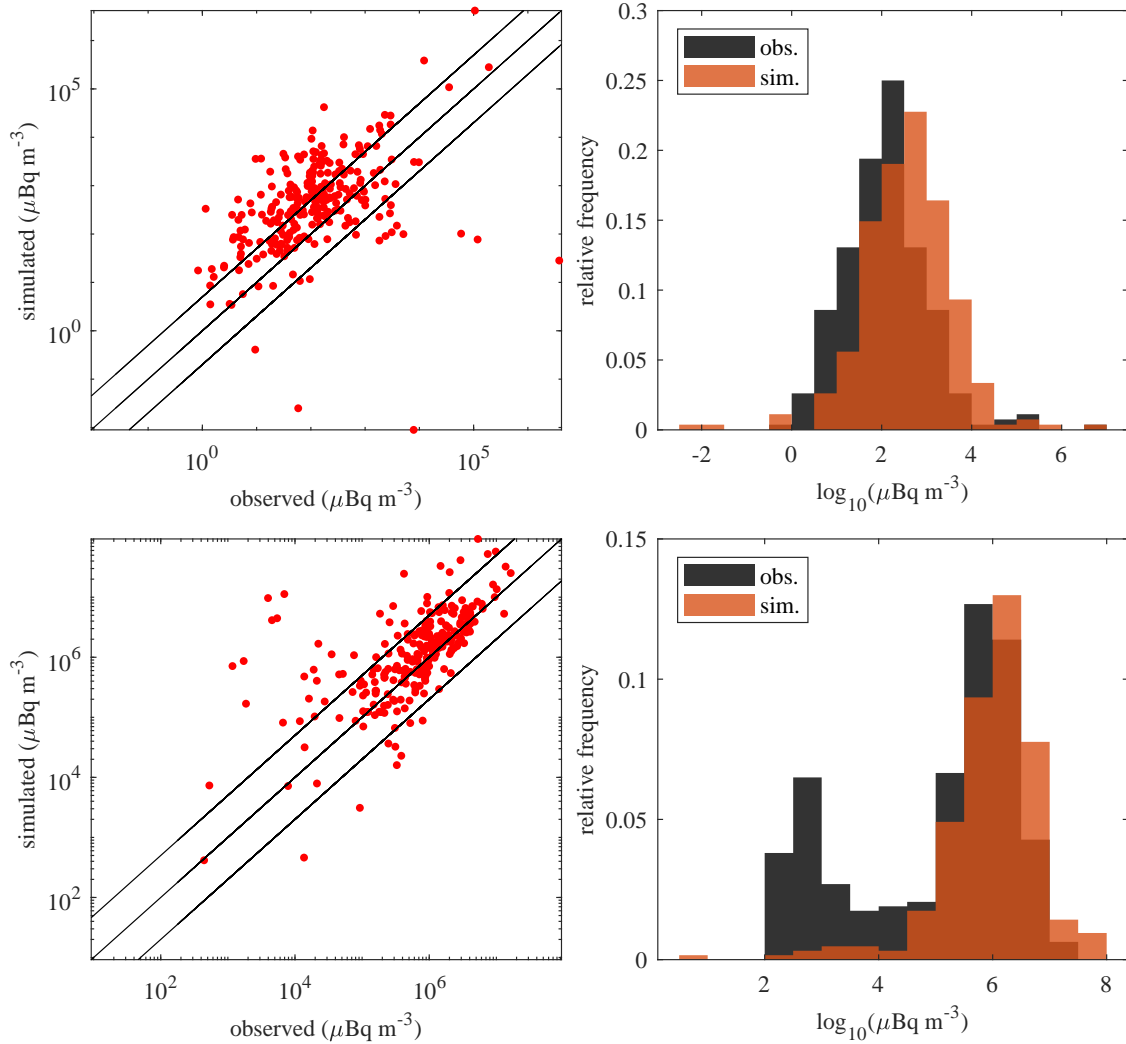 10^5
10^0
simulated (μBq m^-3)
10^0
10^5
observed (μBq m^-3)
0.3
0.25
0.2
0.15
0.1
0.05
0
relative frequency
obs.
sim.
-2
0
2
4
6
log10(μBq m^-3)
10^6
10^4
10^2
simulated (μBq m^-3)
10^2
10^4
10^6
observed (μBq m^-3)
0.15
0.1
0.05
0
relative frequency
obs.
sim.
2
4
6
8
log10(μBq m^-3)